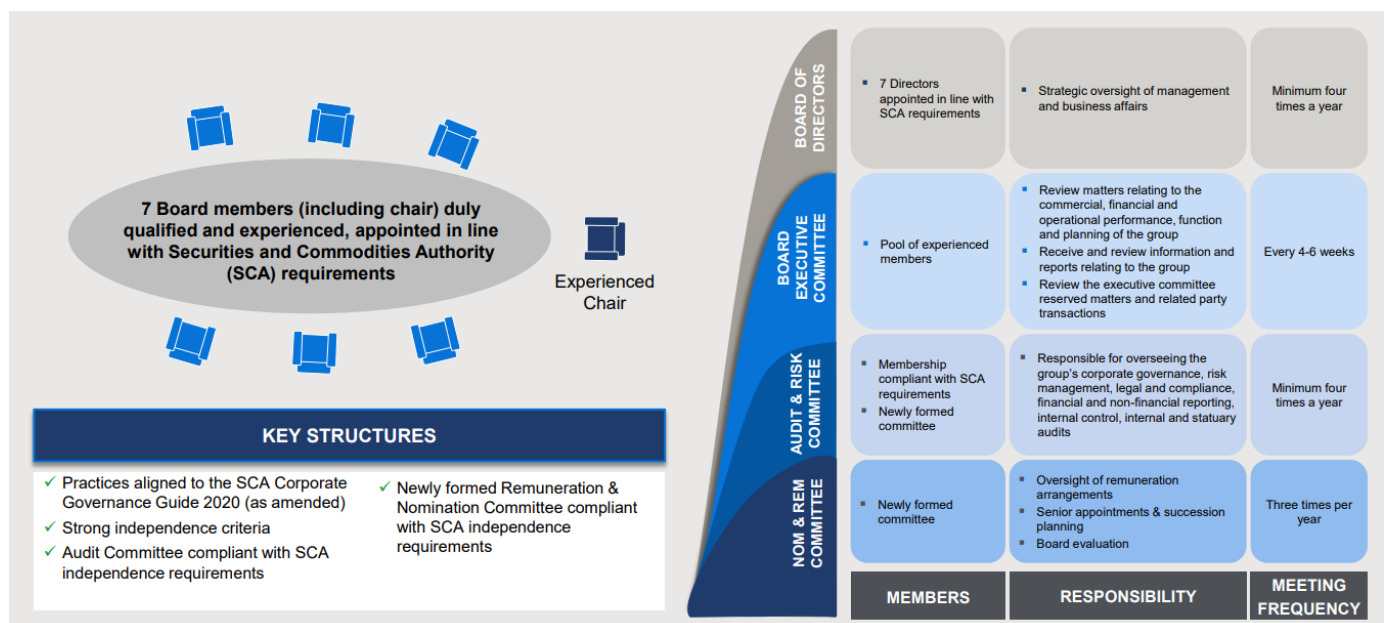 7 Board members (including chair) duly
qualified and experienced, appointed in line
with Securities and Commodities Authority
(SCA) requirements
Experienced
Chair
KEY STRUCTURES
✓ Practices aligned to the SCA Corporate
Governance Guide 2020 (as amended)
✓ Strong independence criteria
✓ Audit Committee compliant with SCA
independence requirements
✓ Newly formed Remuneration &
Nomination Committee compliant
with SCA independence
requirements
BOARD OF
DIRECTORS
▪ 7 Directors
appointed in line with
SCA requirements
▪ Strategic oversight of management
and business affairs
Minimum four
times a year
BOARD
EXECUTIVE
COMMITTEE
▪ Pool of experienced
members
▪ Review matters relating to the
commercial, financial and
operational performance, function
and planning of the group
▪ Receive and review information and
reports relating to the group
▪ Review the executive committee
reserved matters and related party
transactions
Every 4-6 weeks
AUDIT & RISK
COMMITTEE
▪ Membership
compliant with SCA
requirements
▪ Newly formed
committee
▪ Responsible for overseeing the
group's corporate governance, risk
management, legal and compliance,
financial and non-financial reporting,
internal control, internal and statuary
audits
Minimum four
times a year
NOM & REM
COMMITTEE
▪ Newly formed
committee
▪ Oversight of remuneration
arrangements
▪ Senior appointments & succession
planning
▪ Board evaluation
Three times per
year
MEMBERS
RESPONSIBILITY
MEETING
FREQUENCY